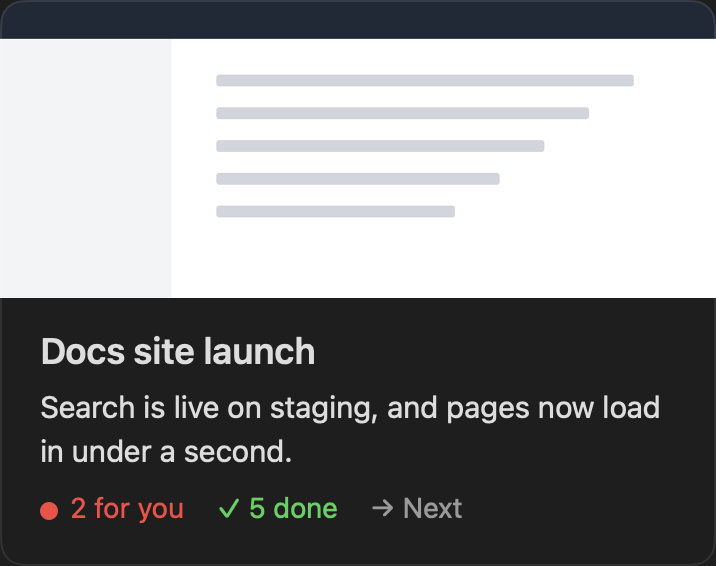 Docs site launch
Search is live on staging, and pages now load
in under a second.
2 for you ✓ 5 done → Next